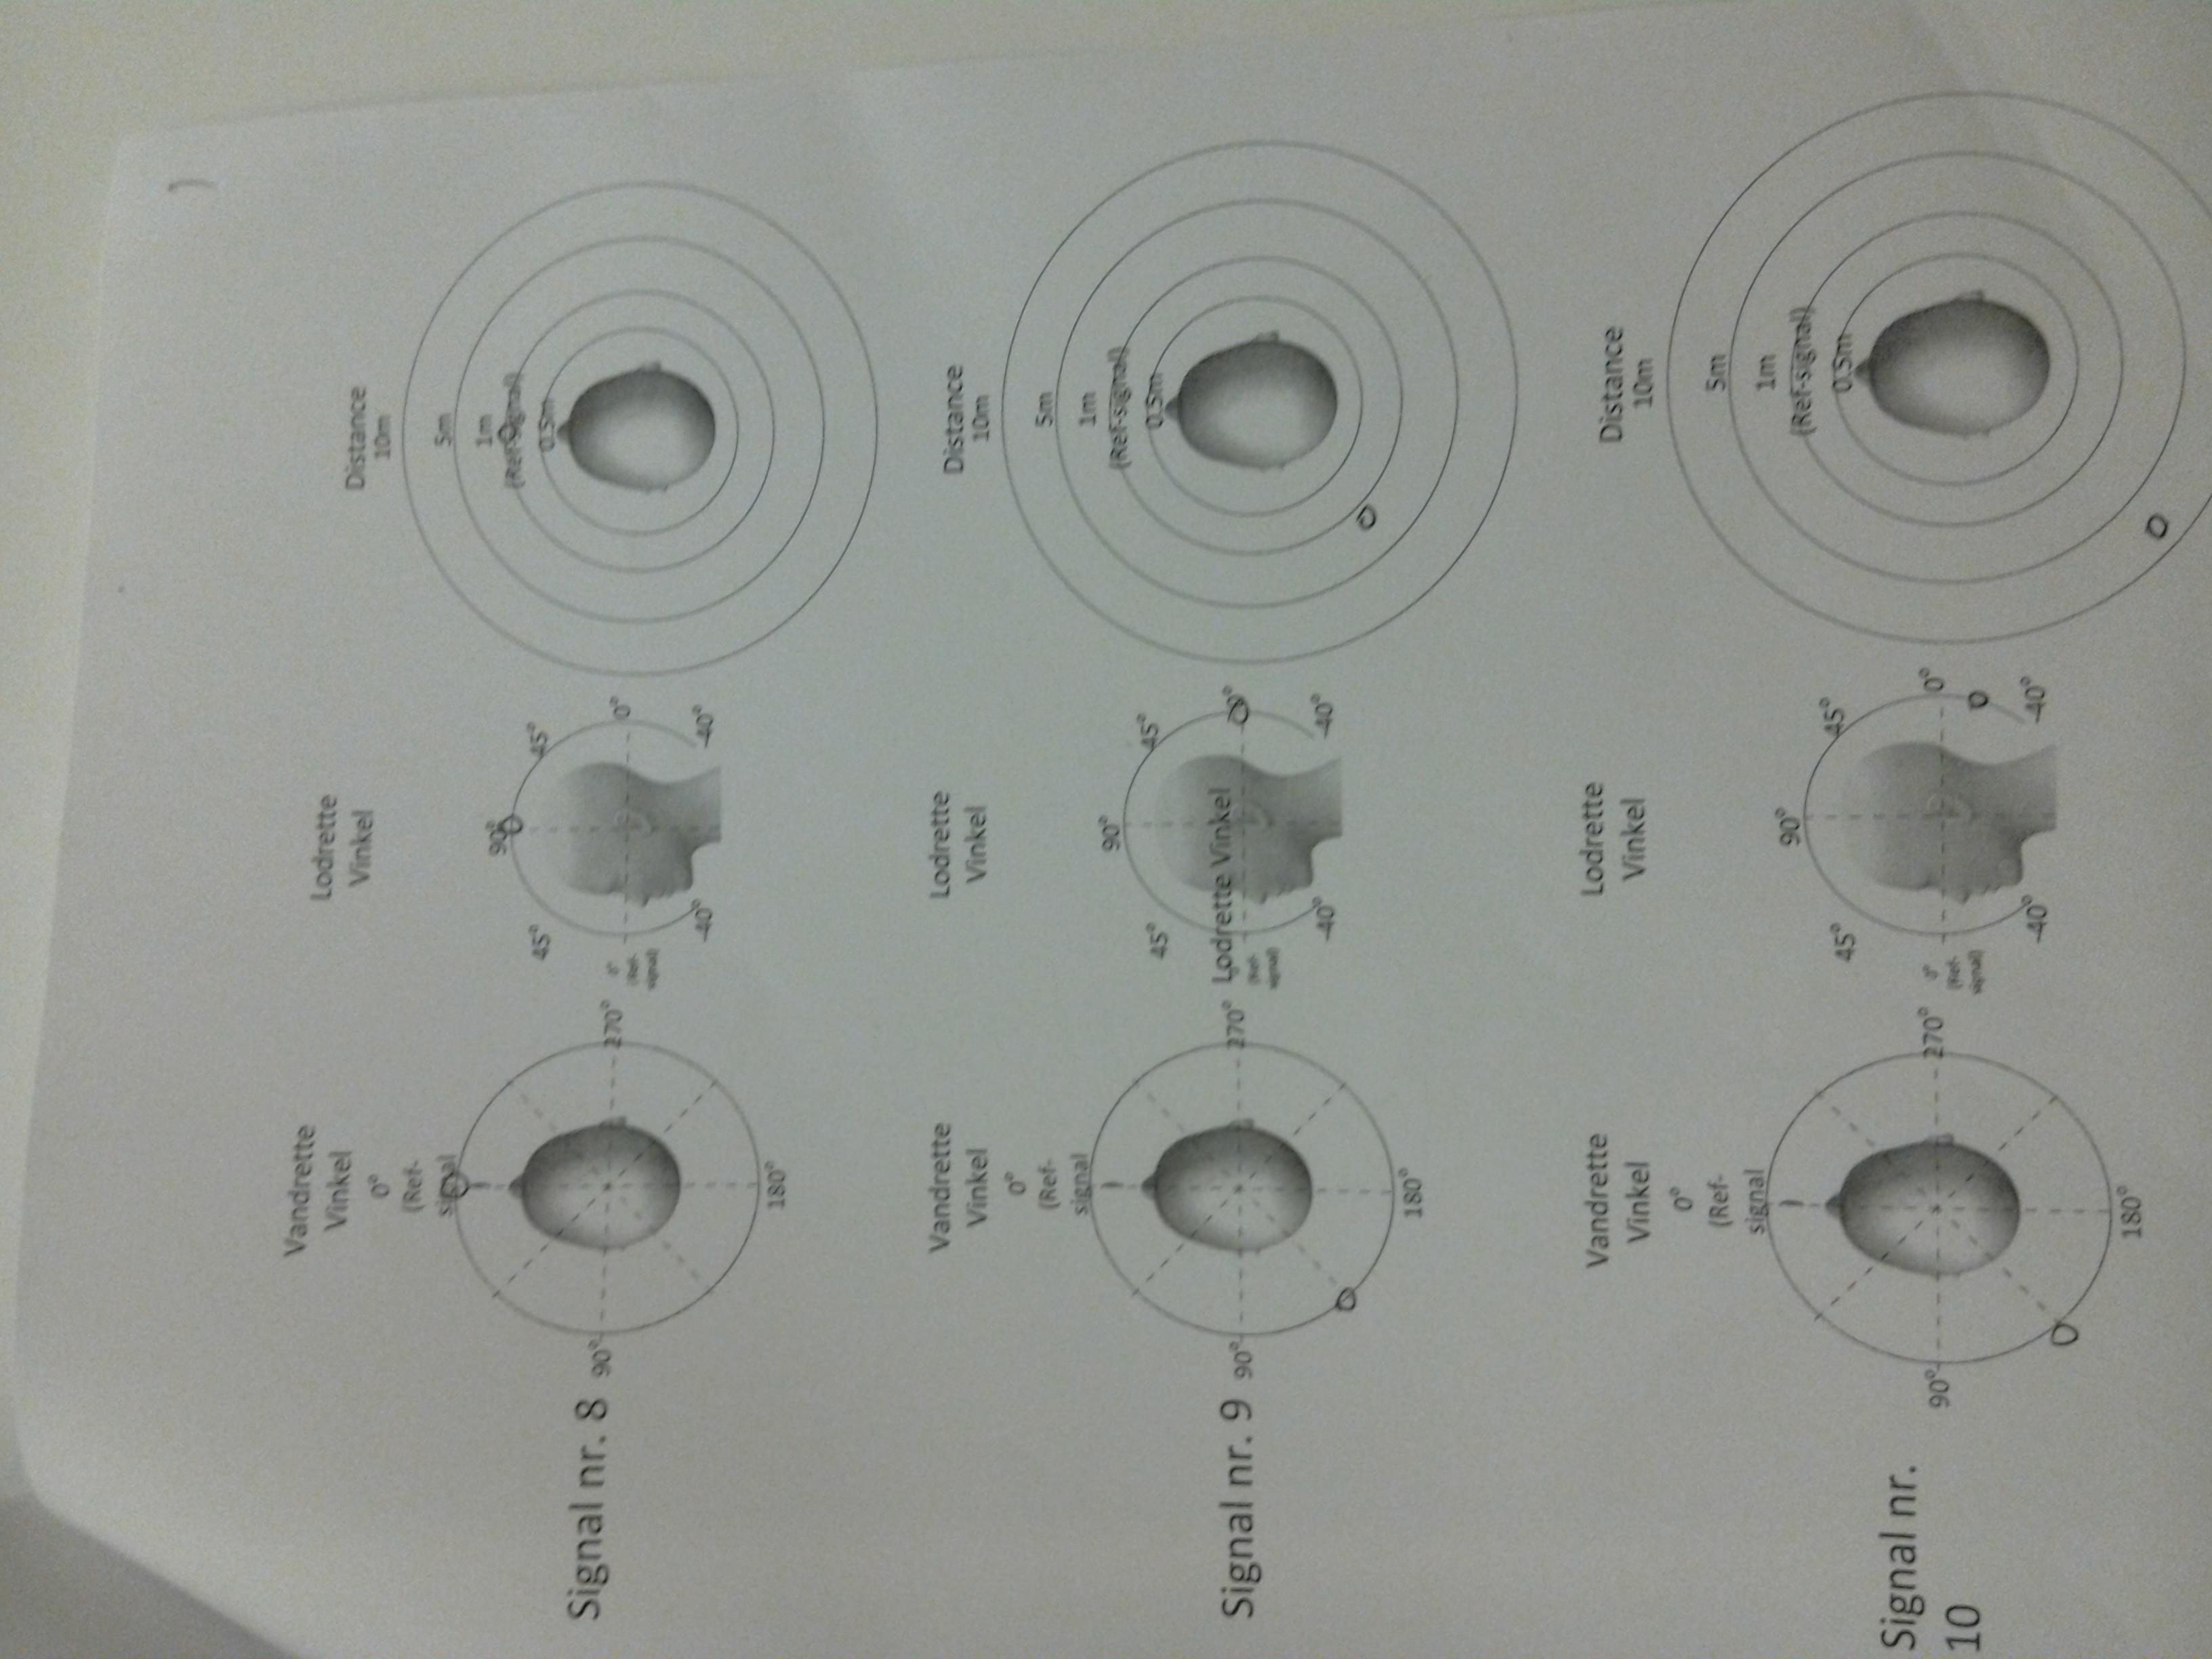 Signal nr. 8
Vandrette
Vinkel
0°
(Ref-
signal
90°
270°
180°
Lodrette
Vinkel
90°
45°
45°
0°
(Ref-
signal)
0°
-40°
-40°
Distance
10m
5m
1m
(Ref-signal)
0.5m
Signal nr. 9
Vandrette
Vinkel
0°
(Ref-
signal
90°
270°
180°
Lodrette
Vinkel
90°
45°
45°
Lodrette Vinkel
(Ref-
signal)
0°
-40°
-40°
Distance
10m
5m
1m
(Ref-signal)
0.5m
Signal nr.
10
Vandrette
Vinkel
0°
(Ref-
signal
90°
270°
180°
Lodrette
Vinkel
90°
45°
45°
0°
(Ref-
signal)
0°
-40°
-40°
Distance
10m
5m
1m
(Ref-signal)
0.5m